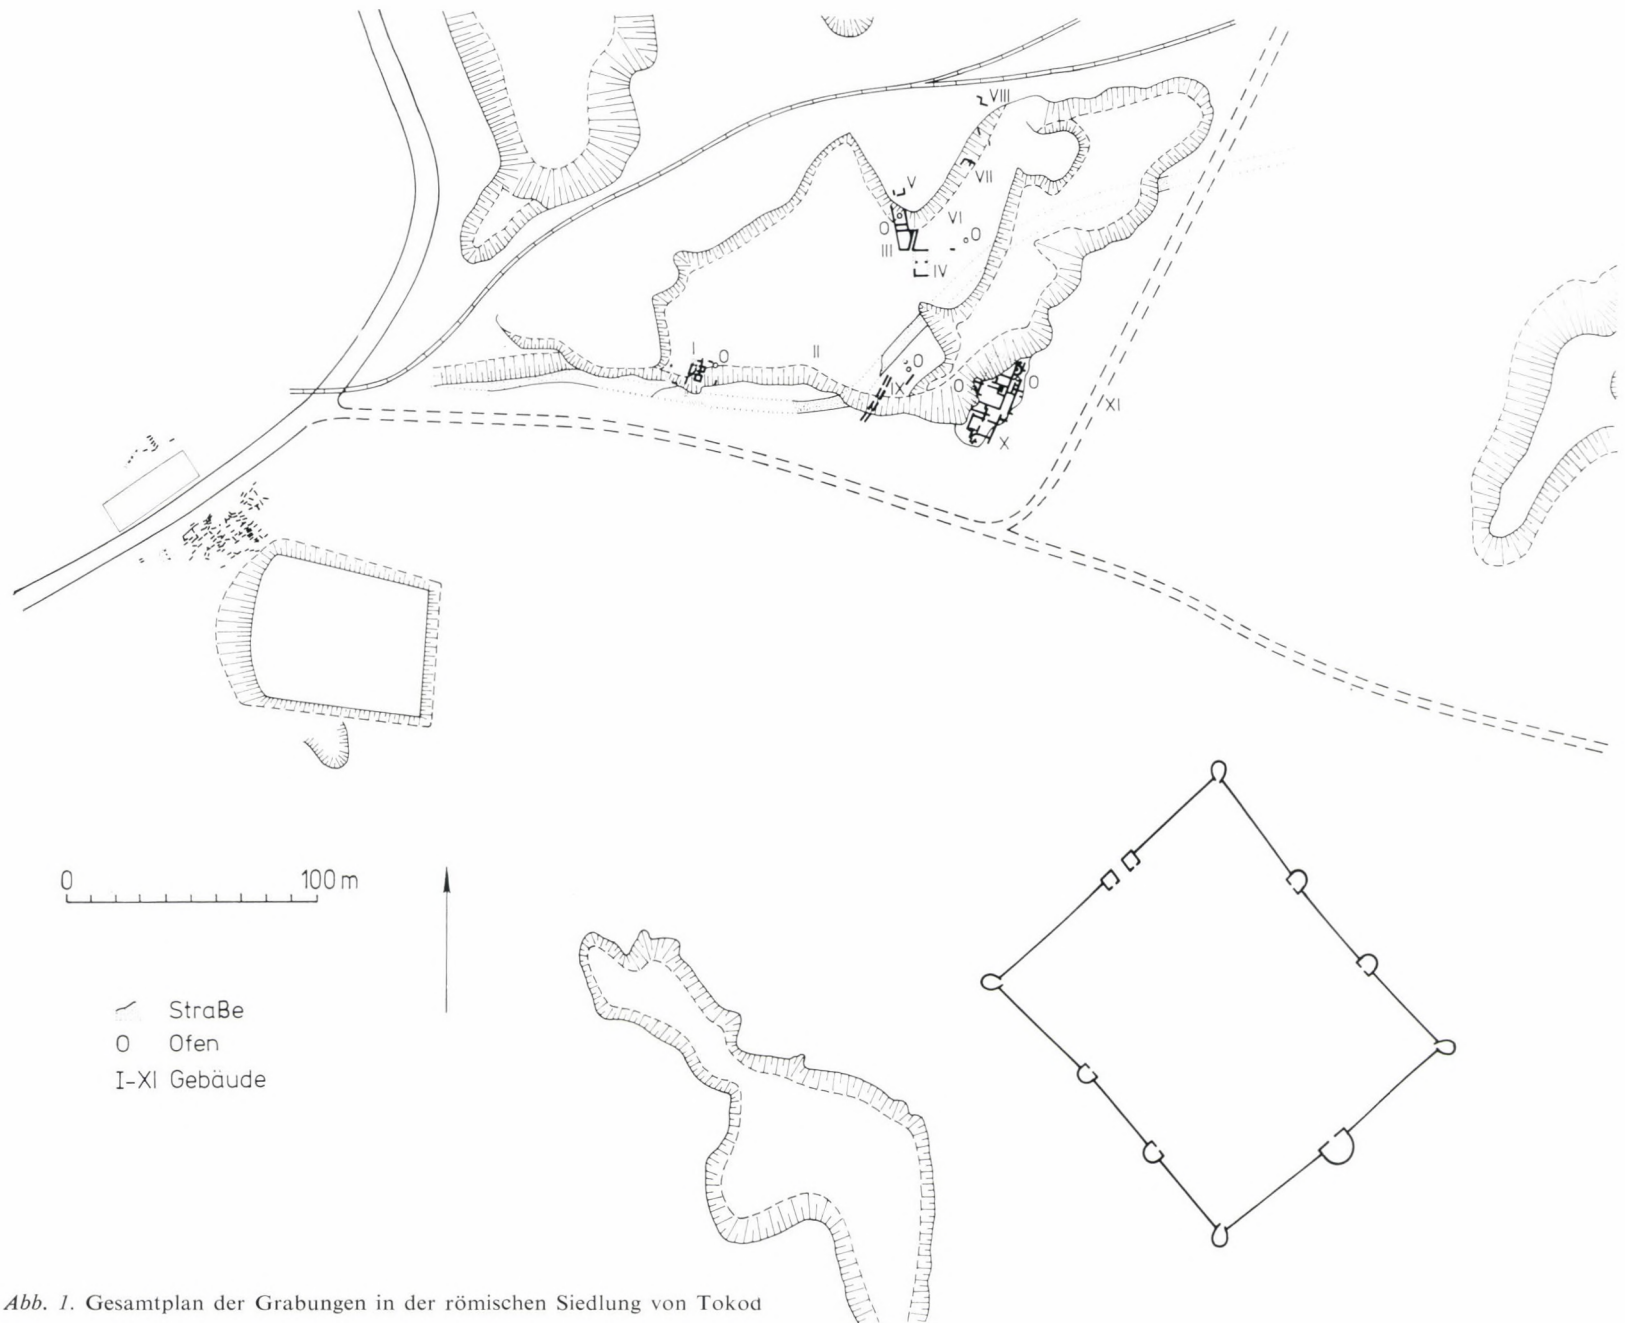 VIII
VII
V
VI
O
O
III
IV
I
O
II
O
IX
O
O
XI
X
0 100 m
Straße
O Ofen
I-XI Gebäude
Abb. 1. Gesamtplan der Grabungen in der römischen Siedlung von Tokod